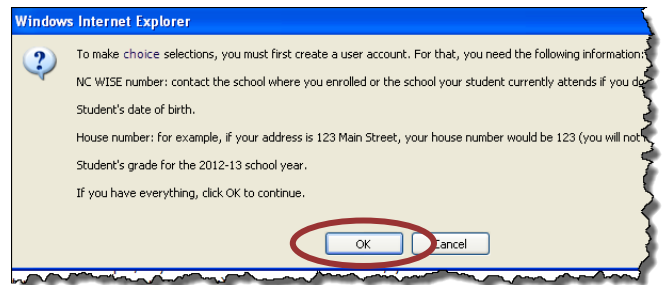 Windows Internet Explorer
To make choice selections, you must first create a user account. For that, you need the following information:
NC WISE number: contact the school where you enrolled or the school your student currently attends if you do
Student's date of birth.
House number: for example, if your address is 123 Main Street, your house number would be 123 (you will not
Student's grade for the 2012-13 school year.
If you have everything, click OK to continue.
OK Cancel